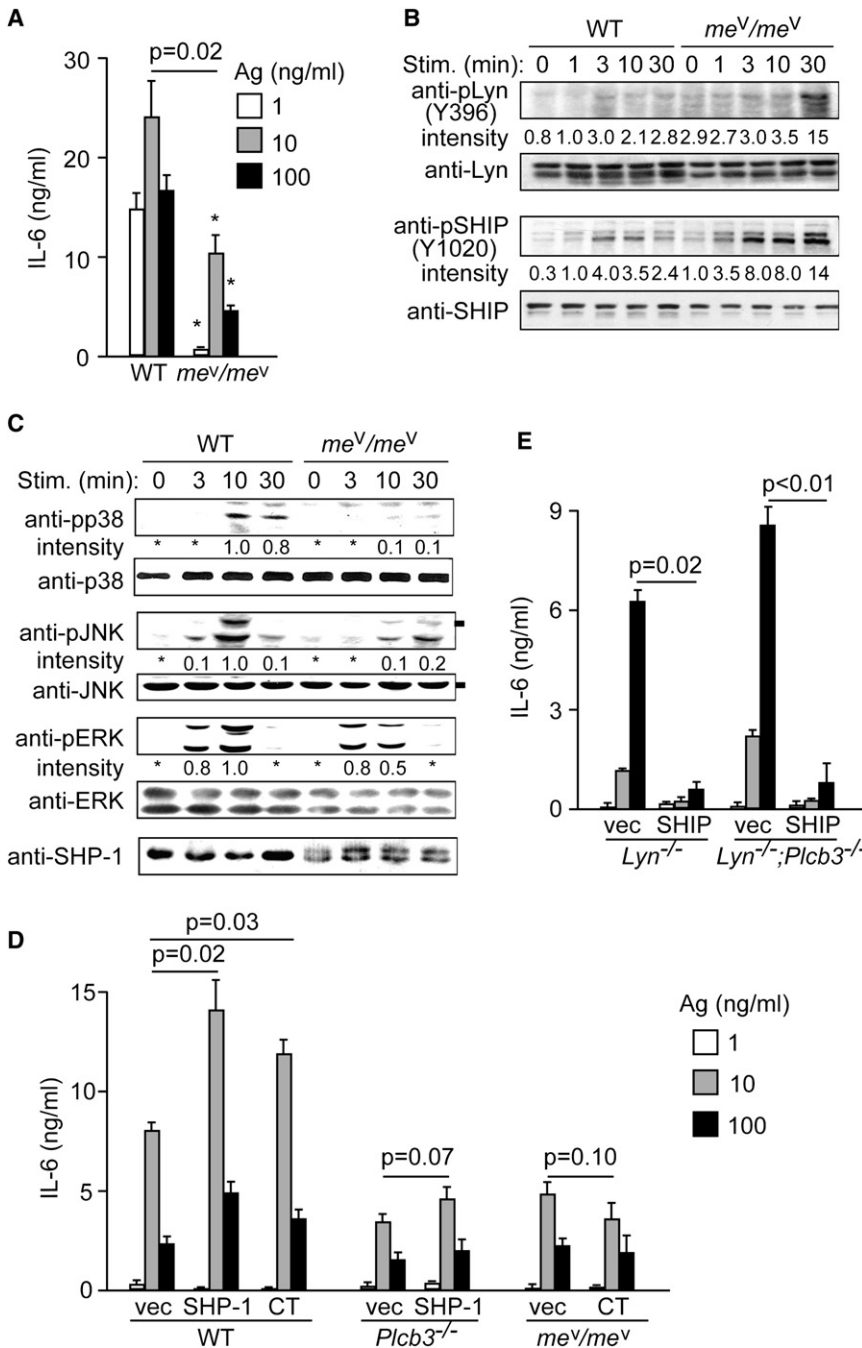 A
p=0.02
Ag (ng/ml)
1
10
100
30
20
10
0
IL-6 (ng/ml)
* * *
WT meV/meV
B
WT meV/meV
Stim. (min): 0 1 3 10 30 0 1 3 10 30
anti-pLyn
(Y396)
intensity 0.8 1.0 3.0 2.1 2.8 2.9 2.7 3.0 3.5 15
anti-Lyn
anti-pSHIP
(Y1020)
intensity 0.3 1.0 4.0 3.5 2.4 1.0 3.5 8.0 8.0 14
anti-SHIP
C
WT meV/meV
Stim. (min): 0 3 10 30 0 3 10 30
anti-pp38
intensity * * 1.0 0.8 * * 0.1 0.1
anti-p38
anti-pJNK
intensity * 0.1 1.0 0.1 * * 0.1 0.2
anti-JNK
anti-pERK
intensity * 0.8 1.0 * * 0.8 0.5 *
anti-ERK
anti-SHP-1
E
p<0.01
p=0.02
9
6
3
0
IL-6 (ng/ml)
vec SHIP vec SHIP
Lyn-/- Lyn-/-;Plcb3-/-
D
p=0.03
p=0.02
p=0.07
p=0.10
Ag (ng/ml)
1
10
100
15
10
5
0
IL-6 (ng/ml)
vec SHP-1 CT vec SHP-1 vec CT
WT Plcb3-/- meV/meV